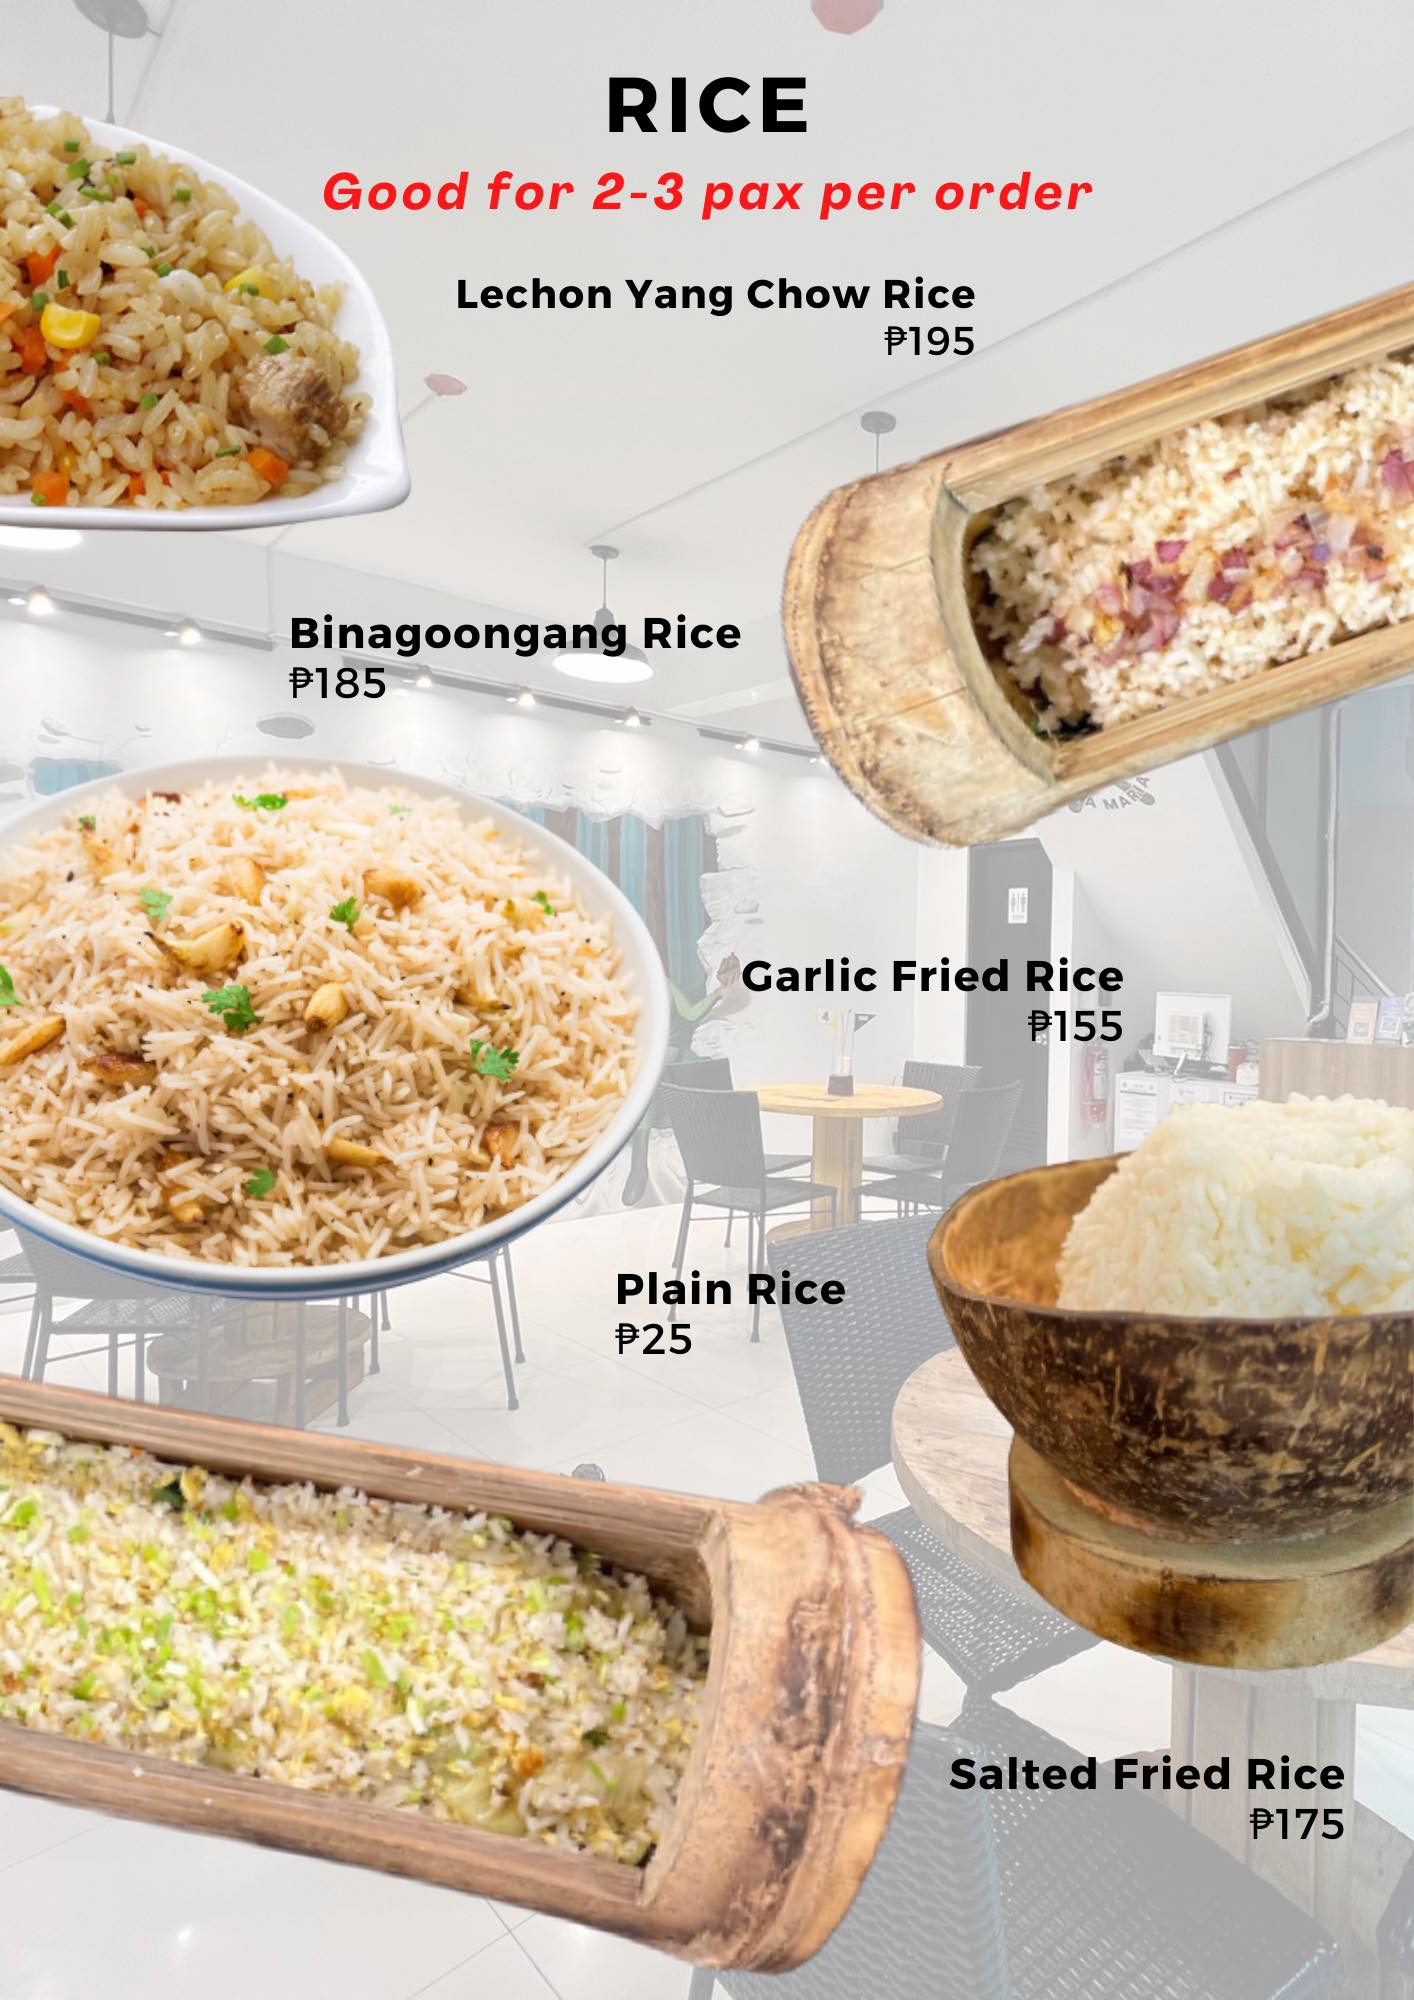 RICE
Good for 2-3 pax per order
Lechon Yang Chow Rice
₱195
Binagoongang Rice
₱185
A MARIA
Garlic Fried Rice
₱155
Plain Rice
₱25
Salted Fried Rice
₱175